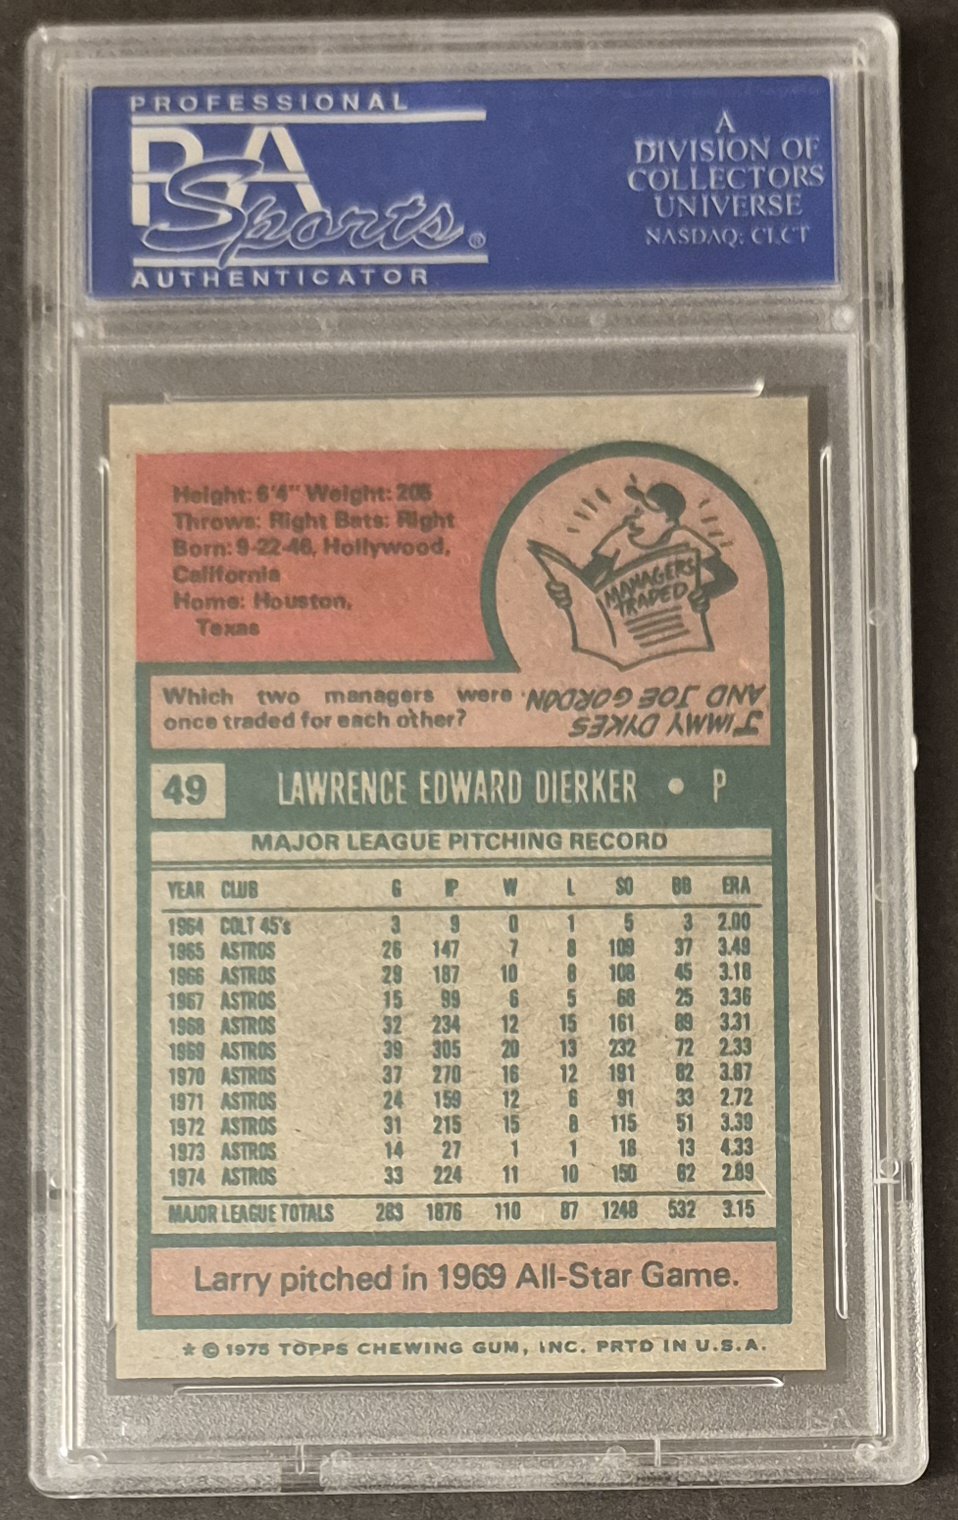 PROFESSIONAL
PSA
Sports®
AUTHENTICATOR
A
DIVISION OF
COLLECTORS
UNIVERSE
NASDAQ: CLCT
Height: 6'4" Weight: 205
Throws: Right Bats: Right
Born: 9-22-46, Hollywood,
California
Home: Houston,
Texas
MANAGERS
TRADED
Which two managers were
once traded for each other?
JIMMY DYKES
AND JOE GORDON
49 LAWRENCE EDWARD DIERKER • P
MAJOR LEAGUE PITCHING RECORD
YEAR CLUB G IP W L SO BB ERA
1964 COLT 45's 3 9 0 1 5 3 2.00
1965 ASTROS 26 147 7 8 109 37 3.49
1966 ASTROS 29 187 10 8 108 45 3.18
1967 ASTROS 15 99 6 5 68 25 3.36
1968 ASTROS 32 234 12 15 161 89 3.31
1969 ASTROS 39 305 20 13 232 72 2.33
1970 ASTROS 37 270 16 12 191 82 3.87
1971 ASTROS 24 159 12 6 91 33 2.72
1972 ASTROS 31 215 15 8 115 51 3.39
1973 ASTROS 14 27 1 1 18 13 4.33
1974 ASTROS 33 224 11 10 150 82 2.89
MAJOR LEAGUE TOTALS 283 1876 110 87 1248 532 3.15
Larry pitched in 1969 All-Star Game.
* © 1975 TOPPS CHEWING GUM, INC. PRTD IN U.S.A.